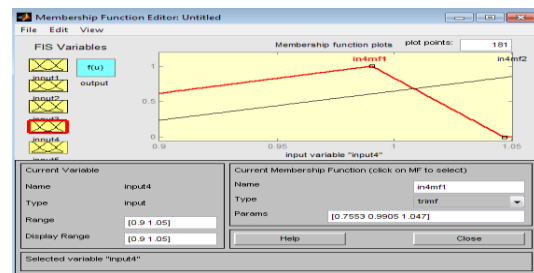 Membership Function Editor: Untitled
File Edit View
FIS Variables
Membership function plots
plot points:
181
f(u)
input1
output
input2
input3
input4
input5
in4mf1
in4mf2
1
0.5
0
0.9
0.95
1
1.05
input variable "input4"
Current Variable
Name
input4
Type
input
Range
[0.9 1.05]
Display Range
[0.9 1.05]
Current Membership Function (click on MF to select)
Name
in4mf1
Type
trimf
Params
[0.7553 0.9905 1.047]
Help
Close
Selected variable "input4"